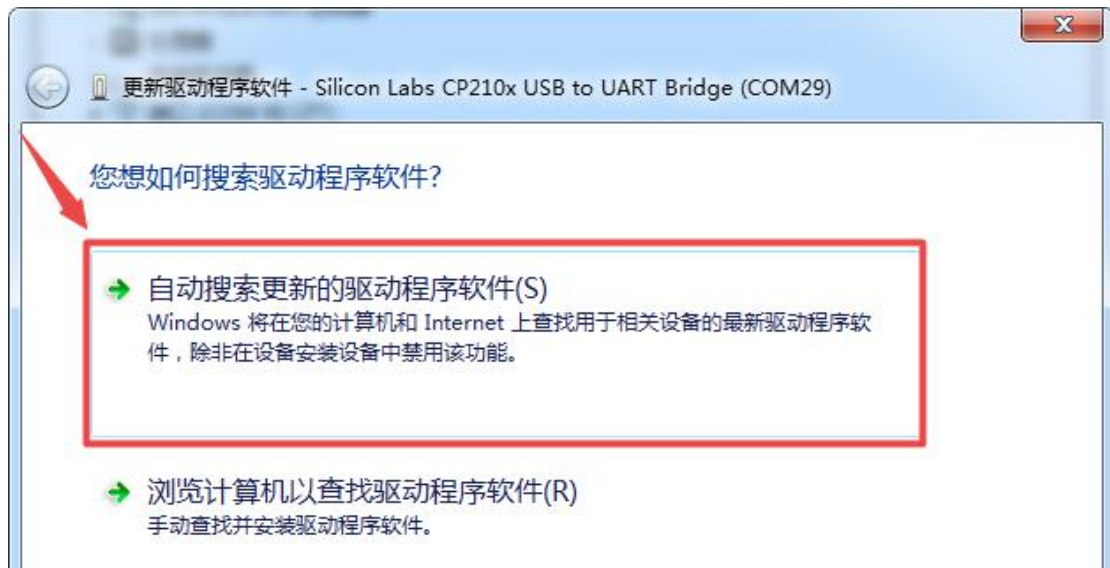 更新驱动程序软件 - Silicon Labs CP210x USB to UART Bridge (COM29)
您想如何搜索驱动程序软件?
自动搜索更新的驱动程序软件(S)
Windows 将在您的计算机和 Internet 上查找用于相关设备的最新驱动程序软
件，除非在设备安装设备中禁用该功能。
浏览计算机以查找驱动程序软件(R)
手动查找并安装驱动程序软件。